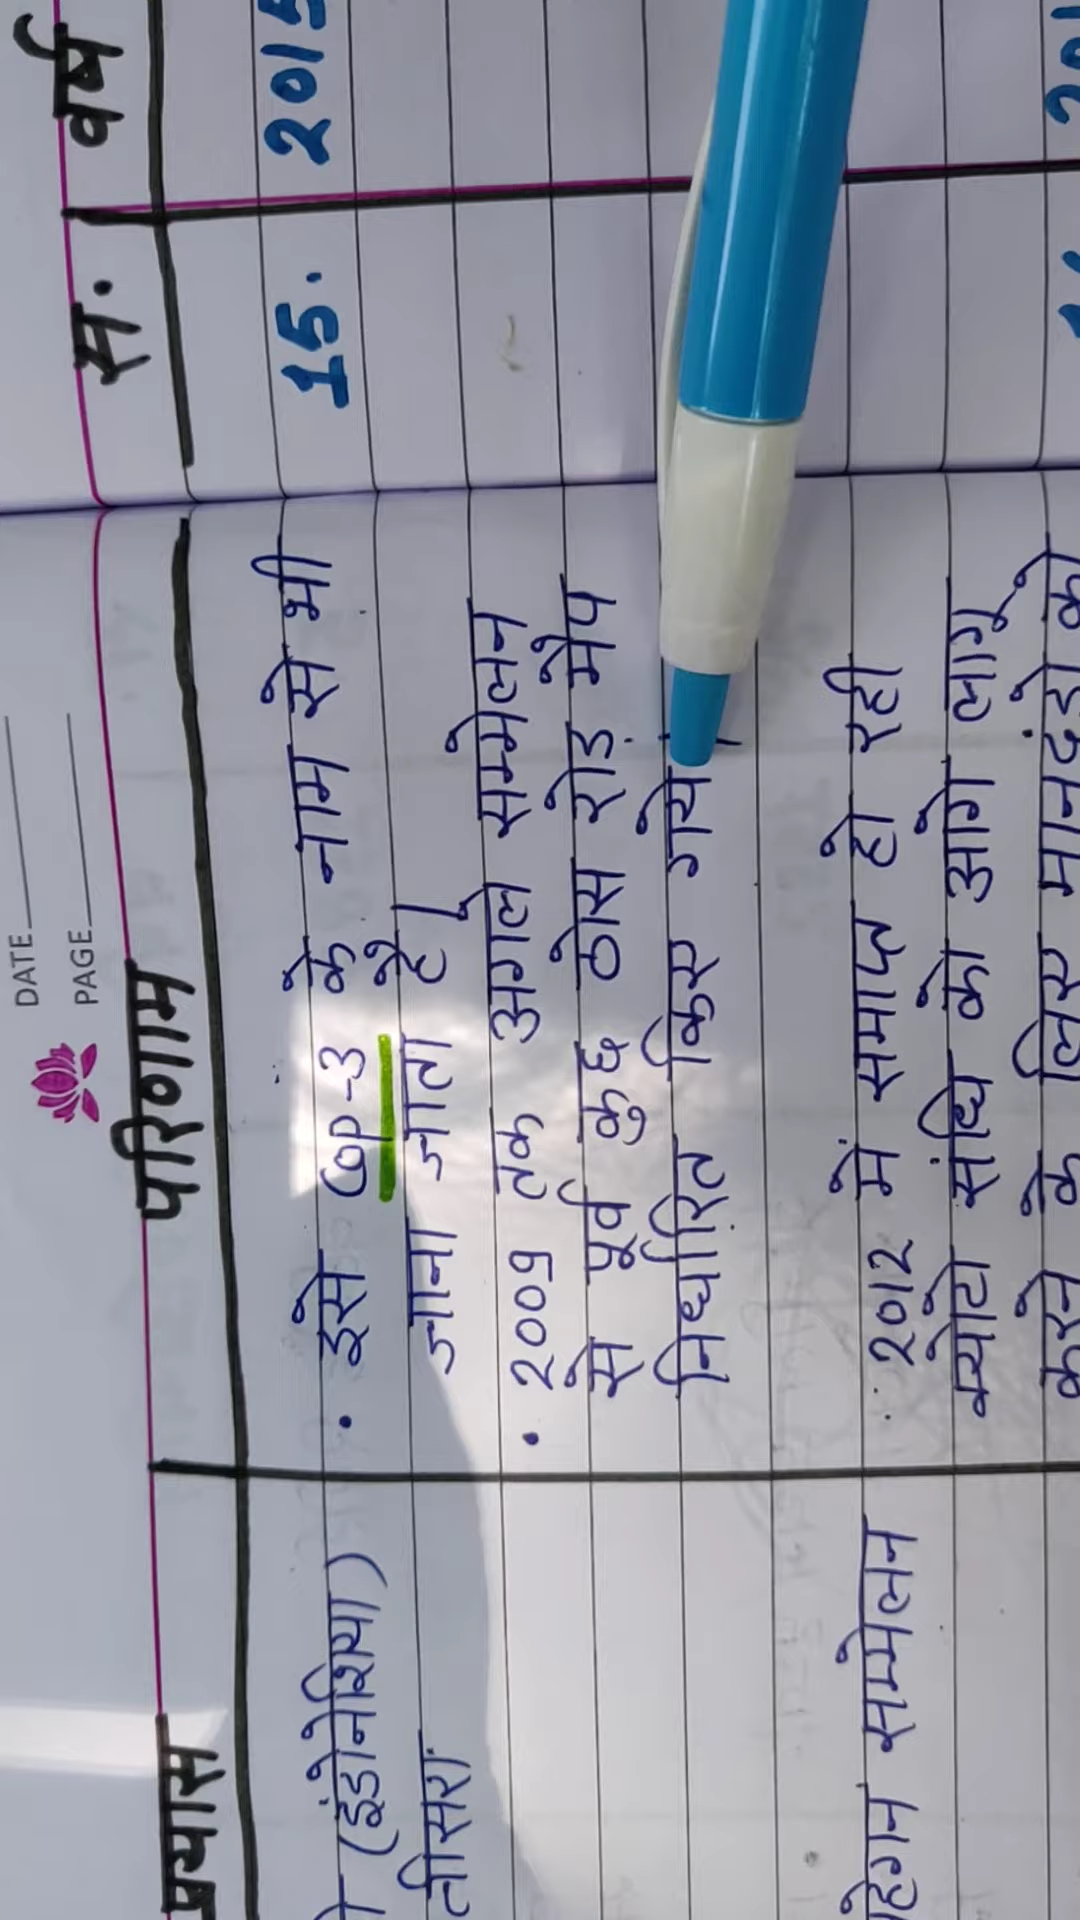 DATE
PAGE
प्रयास
परिणाम
स.
वर्ष
(इंडोनेशिया)
तीसरा
• इसे Cop-3 के नाम से भी
जाना जाता है।
• 2009 तक अगले सम्मेलन
से पूर्व कुछ ठोस रोड मेप
निर्धारित किए गये
सम्मेलन
• 2012 में समाप्त हो रही
क्योटो संधि को आगे लागू
करने के लिए मानदंडो को
15.
2015